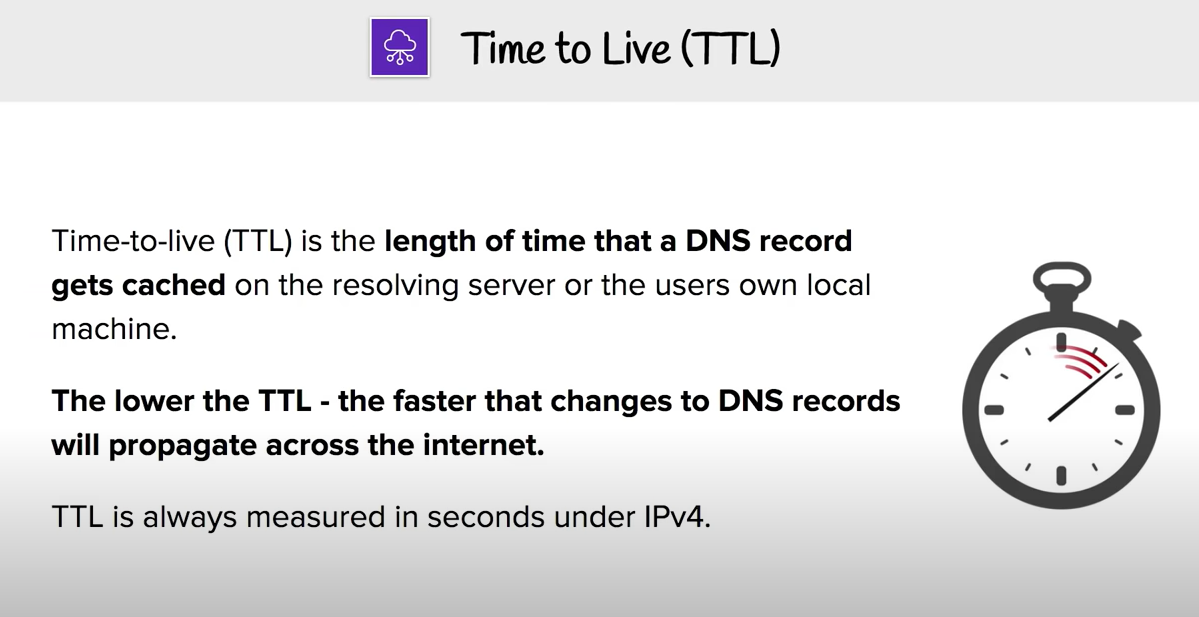 Time to Live (TTL)
Time-to-live (TTL) is the length of time that a DNS record
gets cached on the resolving server or the users own local
machine.
The lower the TTL - the faster that changes to DNS records
will propagate across the internet.
TTL is always measured in seconds under IPv4.